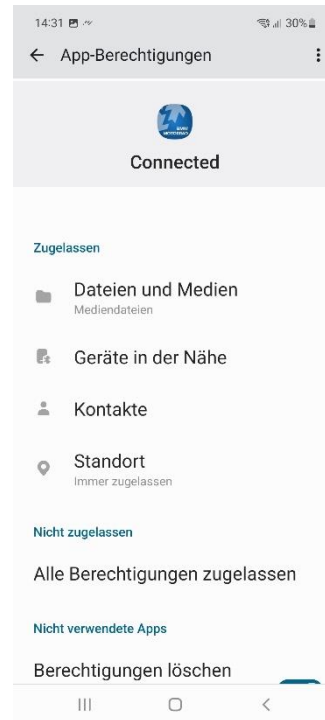 14:31 30%
App-Berechtigungen
Connected
Zugelassen
Dateien und Medien
Mediendateien
Geräte in der Nähe
Kontakte
Standort
Immer zugelassen
Nicht zugelassen
Alle Berechtigungen zugelassen
Nicht verwendete Apps
Berechtigungen löschen